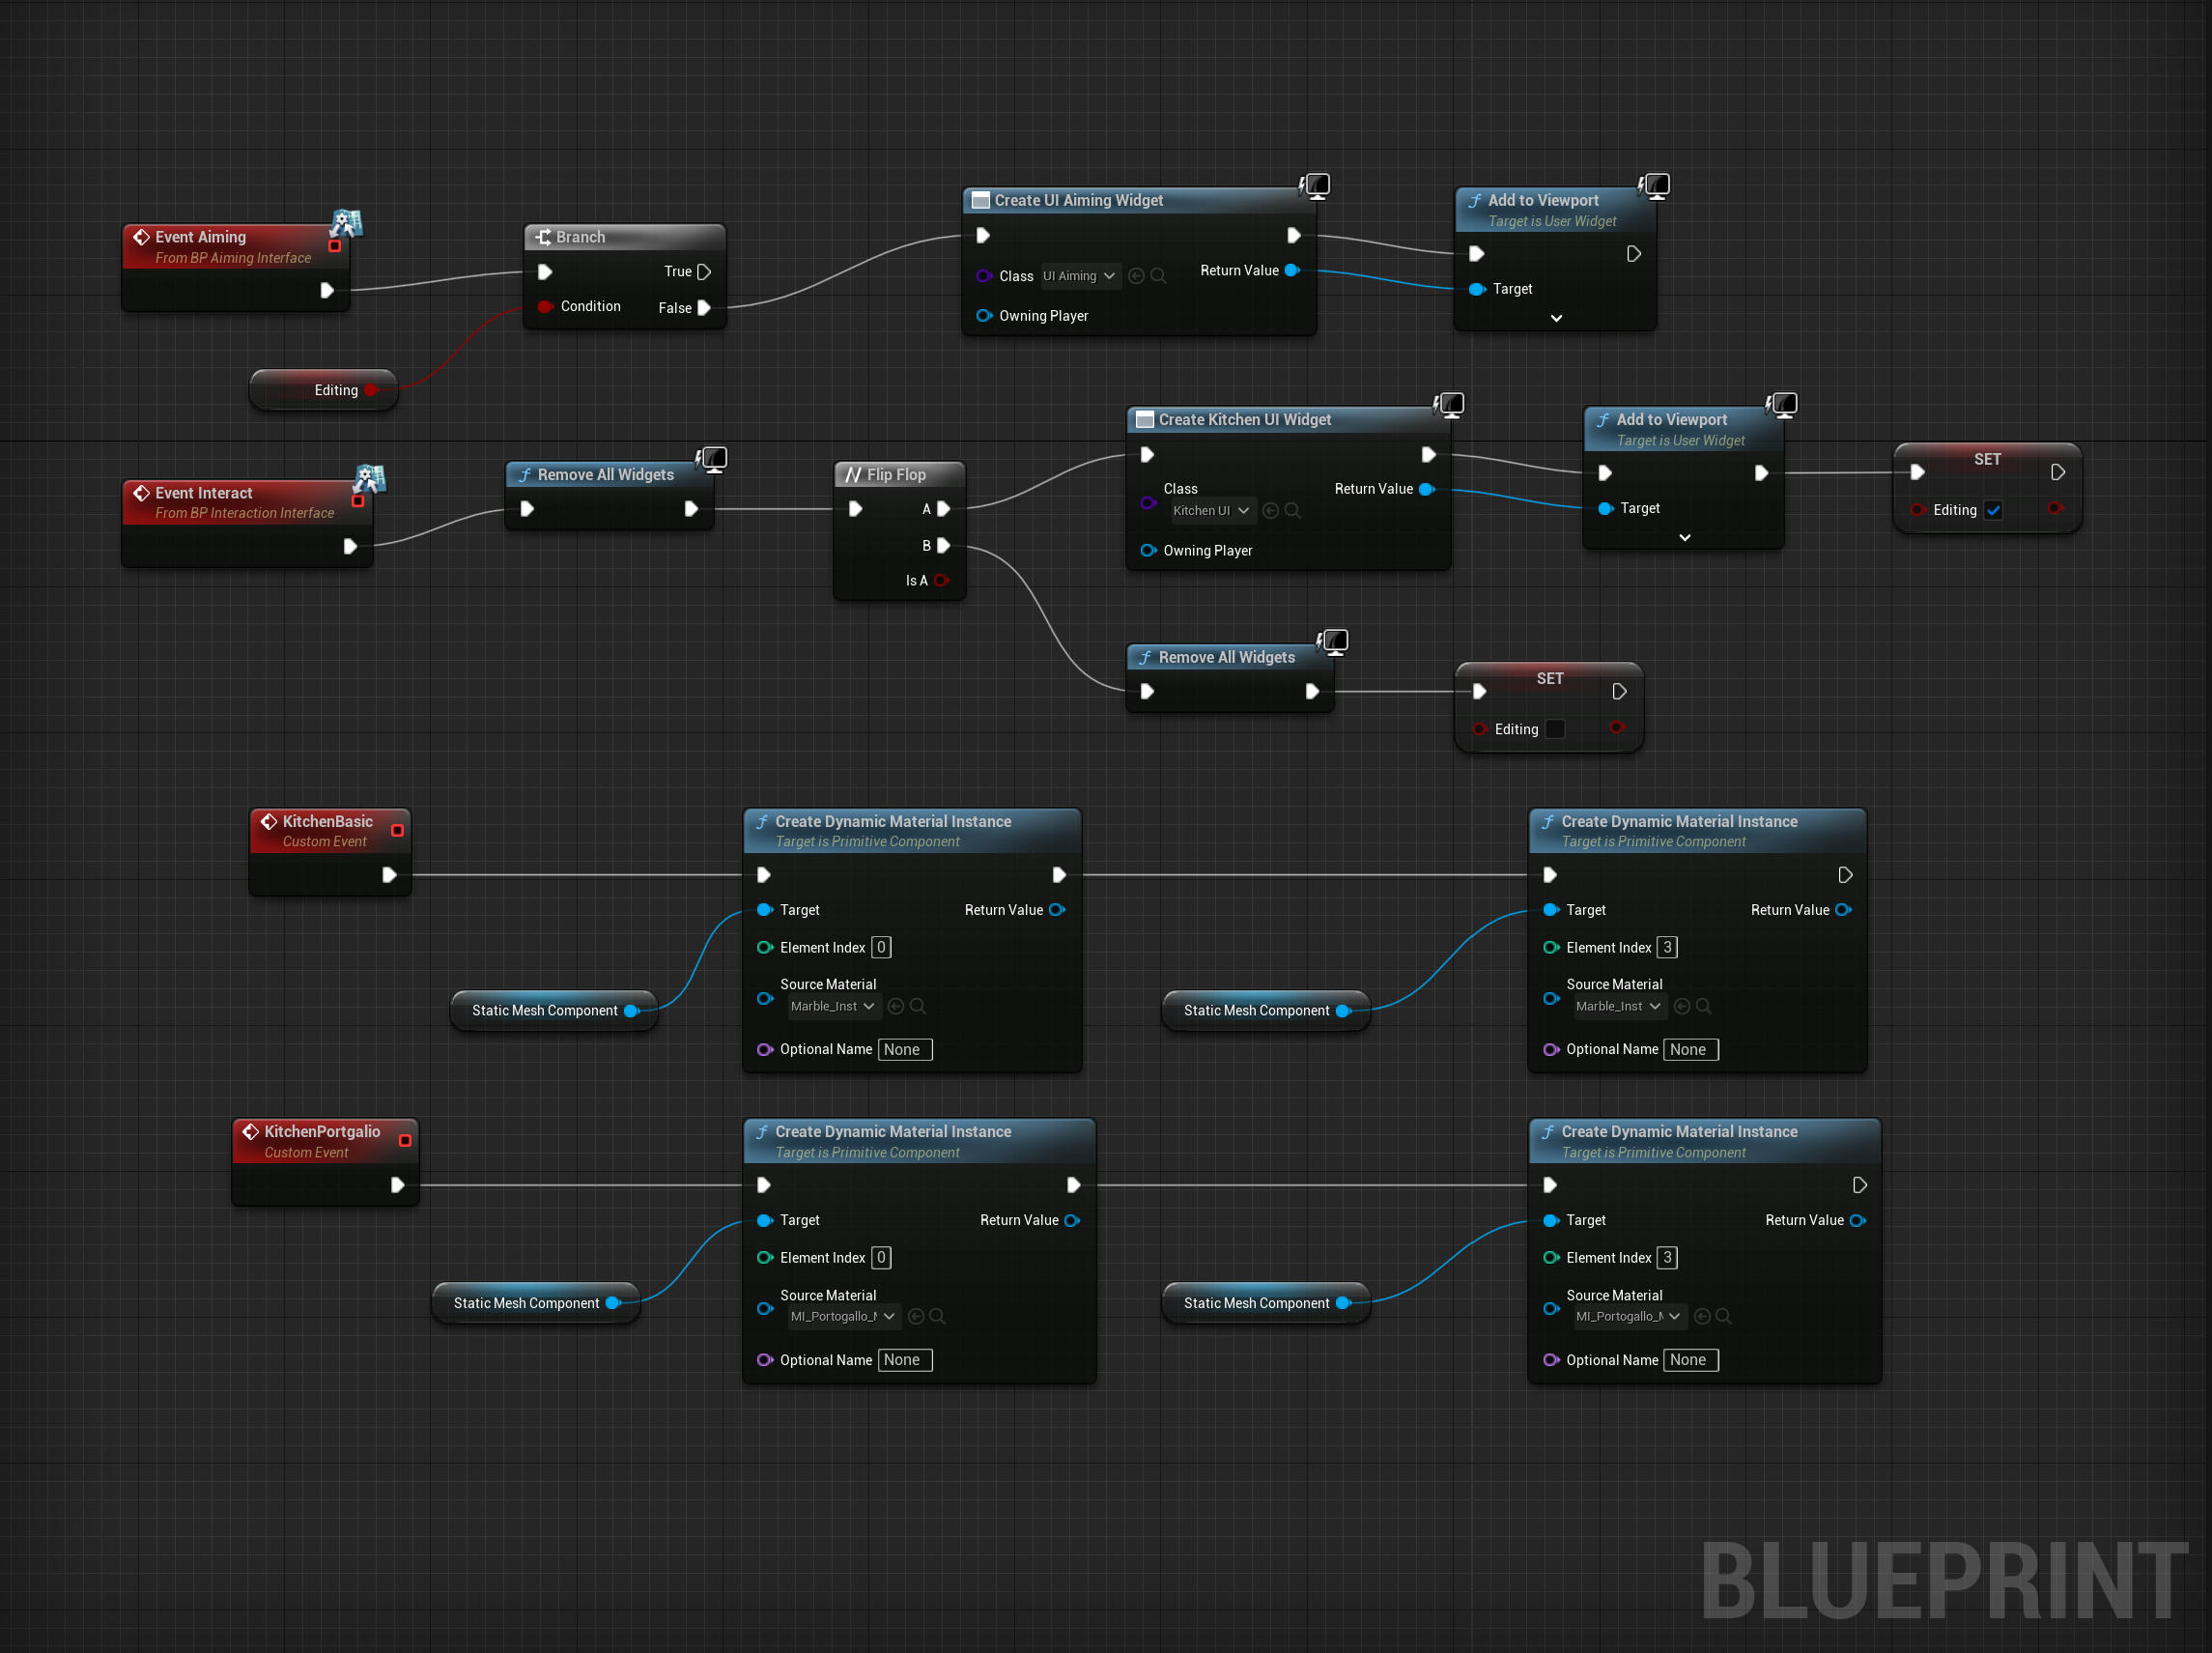 Event Aiming
From BP Aiming Interface
Branch
True
Condition
False
Editing
Create UI Aiming Widget
Class UI Aiming
Return Value
Owning Player
Add to Viewport
Target is User Widget
Target
Event Interact
From BP Interaction Interface
Remove All Widgets
Flip Flop
A
B
Is A
Create Kitchen UI Widget
Class
Kitchen UI
Return Value
Owning Player
Add to Viewport
Target is User Widget
Target
SET
Editing
Remove All Widgets
SET
Editing
KitchenBasic
Custom Event
Static Mesh Component
Create Dynamic Material Instance
Target is Primitive Component
Target
Return Value
Element Index 0
Source Material
Marble_Inst
Optional Name None
Static Mesh Component
Create Dynamic Material Instance
Target is Primitive Component
Target
Return Value
Element Index 3
Source Material
Marble_Inst
Optional Name None
KitchenPortgalio
Custom Event
Static Mesh Component
Create Dynamic Material Instance
Target is Primitive Component
Target
Return Value
Element Index 0
Source Material
MI_Portogallo_
Optional Name None
Static Mesh Component
Create Dynamic Material Instance
Target is Primitive Component
Target
Return Value
Element Index 3
Source Material
MI_Portogallo_
Optional Name None
BLUEPRINT